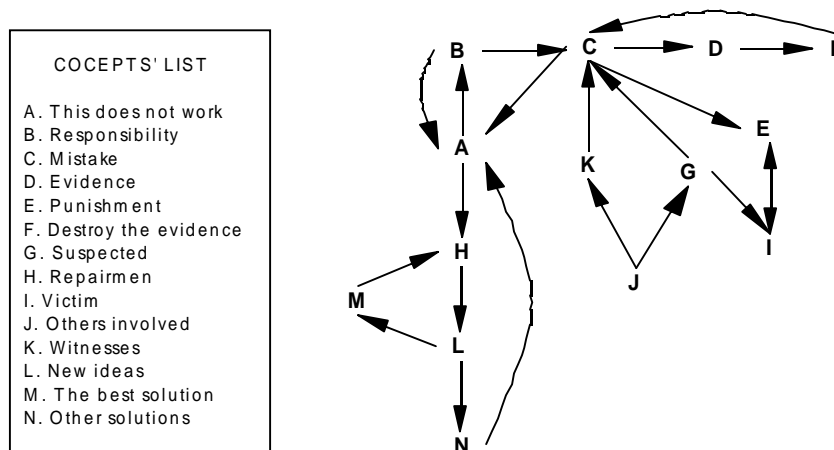 COCEPTS' LIST
A. This does not work
B. Responsibility
C. Mistake
D. Evidence
E. Punishment
F. Destroy the evidence
G. Suspected
H. Repairmen
I. Victim
J. Others involved
K. Witnesses
L. New ideas
M. The best solution
N. Other solutions
B C D
A E
K G
H I
M J
L
N